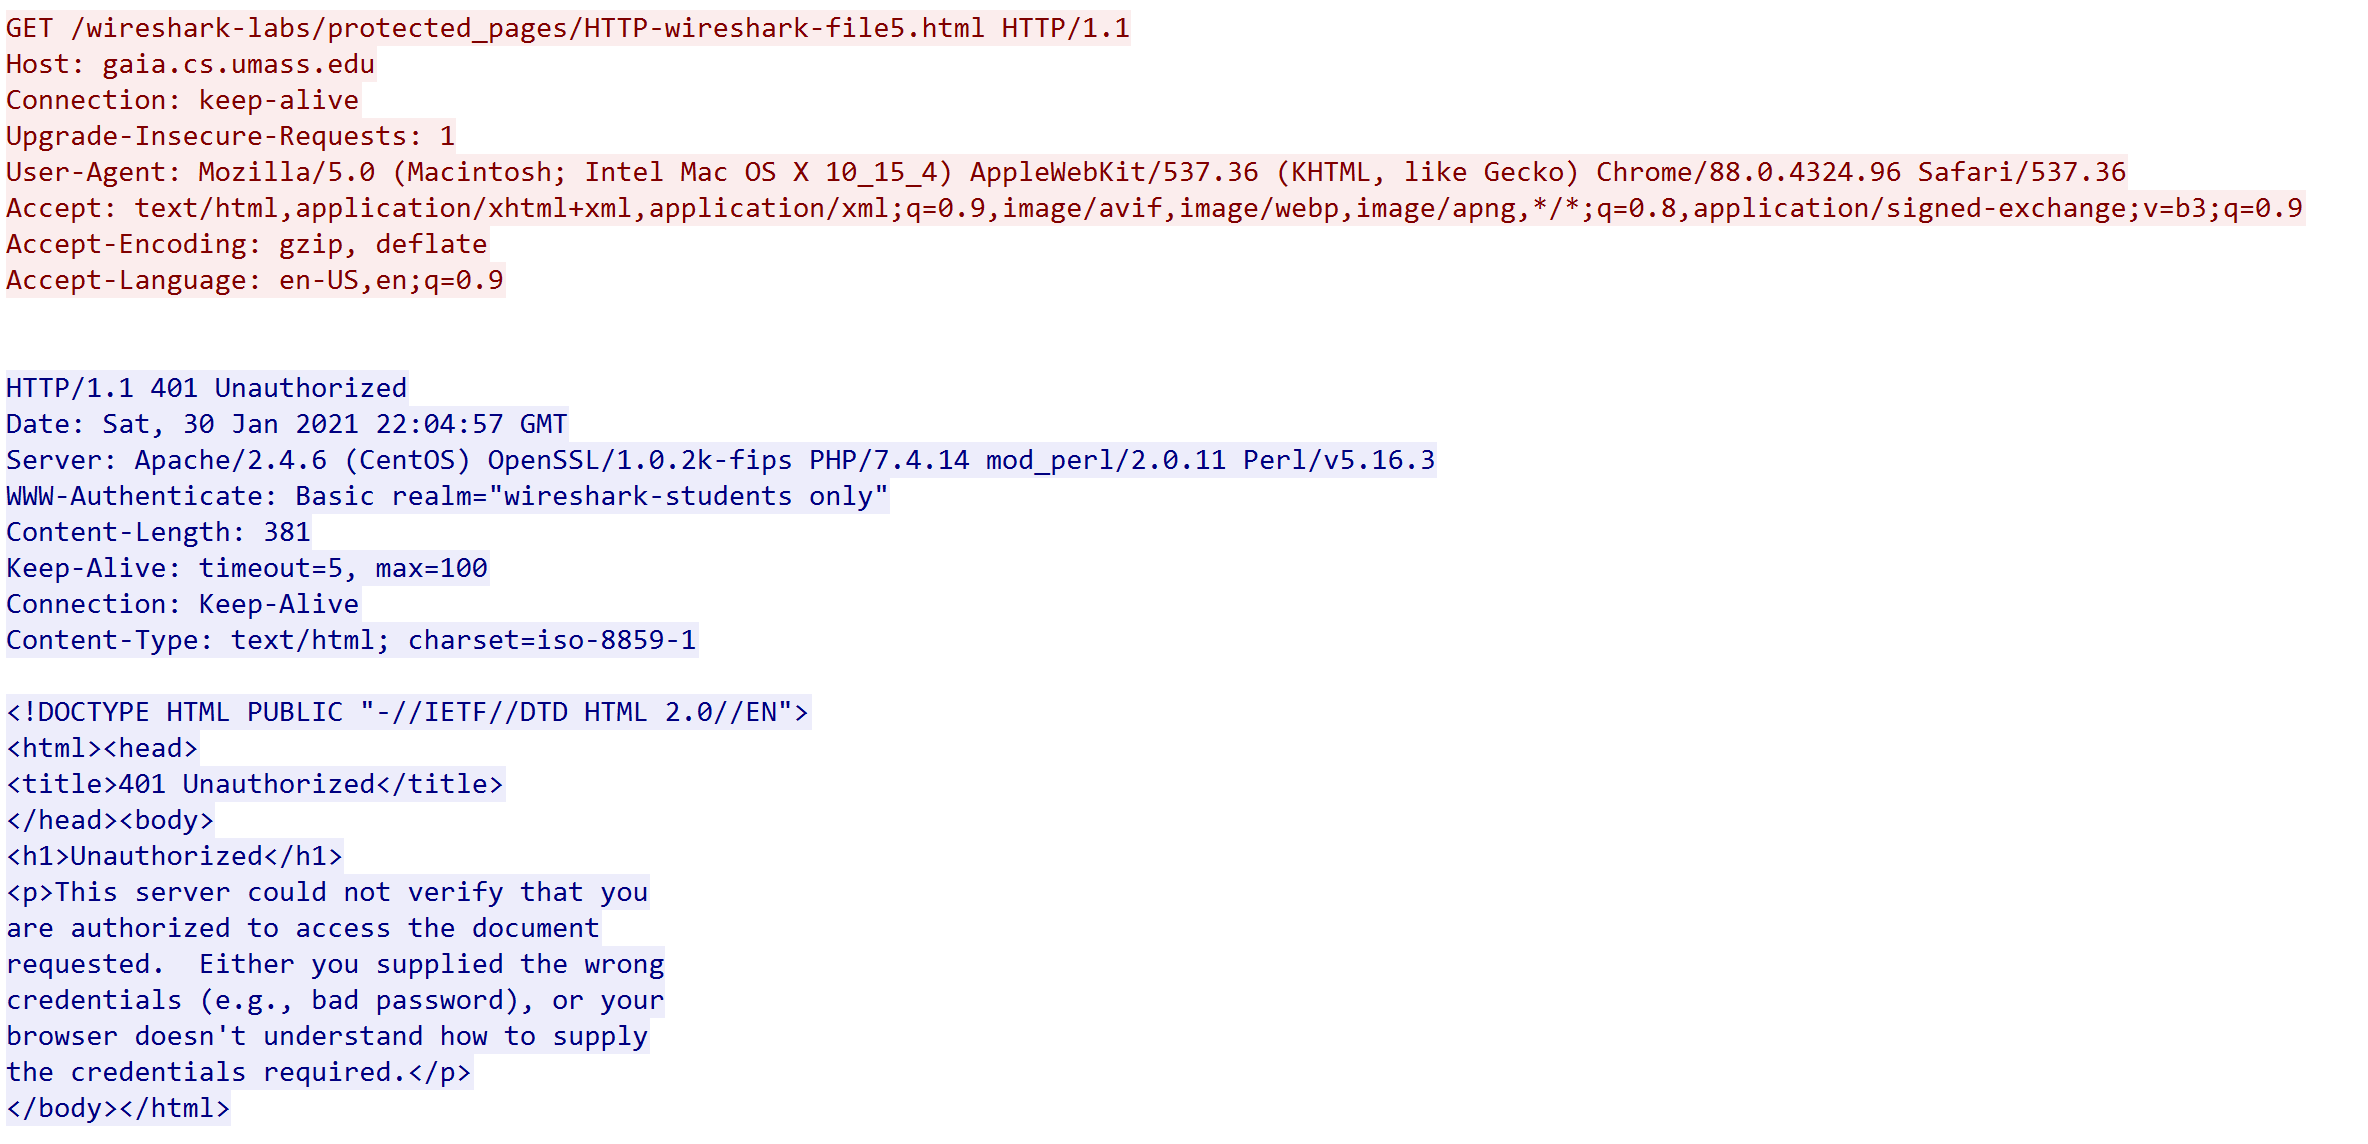 GET /wireshark-labs/protected_pages/HTTP-wireshark-file5.html HTTP/1.1
Host: gaia.cs.umass.edu
Connection: keep-alive
Upgrade-Insecure-Requests: 1
User-Agent: Mozilla/5.0 (Macintosh; Intel Mac OS X 10_15_4) AppleWebKit/537.36 (KHTML, like Gecko) Chrome/88.0.4324.96 Safari/537.36
Accept: text/html,application/xhtml+xml,application/xml;q=0.9,image/avif,image/webp,image/apng,*/*;q=0.8,application/signed-exchange;v=b3;q=0.9
Accept-Encoding: gzip, deflate
Accept-Language: en-US,en;q=0.9
HTTP/1.1 401 Unauthorized
Date: Sat, 30 Jan 2021 22:04:57 GMT
Server: Apache/2.4.6 (CentOS) OpenSSL/1.0.2k-fips PHP/7.4.14 mod_perl/2.0.11 Perl/v5.16.3
WWW-Authenticate: Basic realm="wireshark-students only"
Content-Length: 381
Keep-Alive: timeout=5, max=100
Connection: Keep-Alive
Content-Type: text/html; charset=iso-8859-1
<!DOCTYPE HTML PUBLIC "-//IETF//DTD HTML 2.0//EN">
<html><head>
<title>401 Unauthorized</title>
</head><body>
<h1>Unauthorized</h1>
<p>This server could not verify that you
are authorized to access the document
requested.  Either you supplied the wrong
credentials (e.g., bad password), or your
browser doesn't understand how to supply
the credentials required.</p>
</body></html>